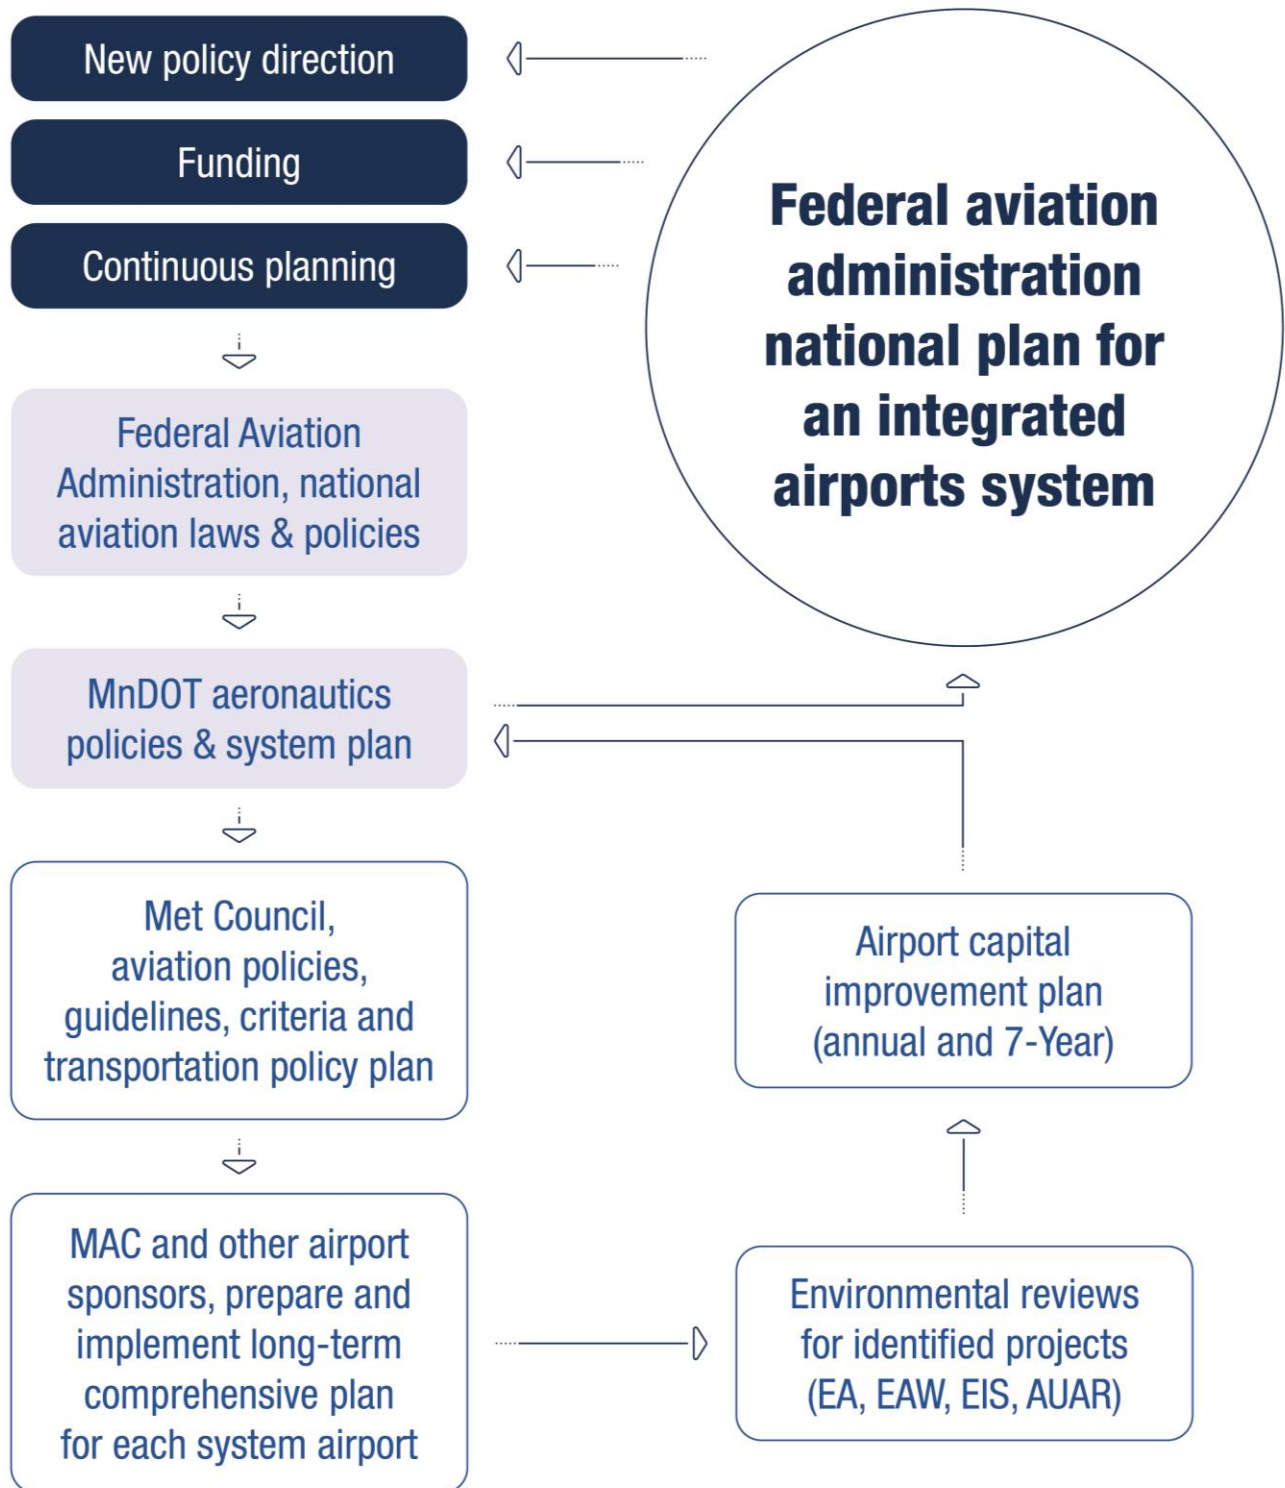 New policy direction
Funding
Continuous planning
Federal aviation
administration
national plan for
an integrated
airports system
Federal Aviation
Administration, national
aviation laws & policies
MnDOT aeronautics
policies & system plan
Met Council,
aviation policies,
guidelines, criteria and
transportation policy plan
MAC and other airport
sponsors, prepare and
implement long-term
comprehensive plan
for each system airport
Environmental reviews
for identified projects
(EA, EAW, EIS, AUAR)
Airport capital
improvement plan
(annual and 7-Year)